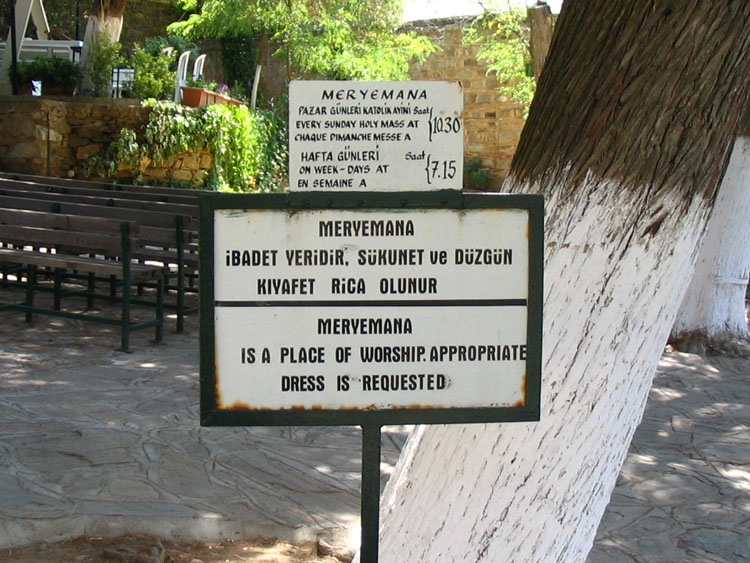 MERYEMANA
PAZAR GÜNLERİ KATOLİK AYİNİ Saat
EVERY SUNDAY HOLY MASS AT {10.30
CHAQUE DIMANCHE MESSE A
HAFTA GÜNLERİ Saat
ON WEEK-DAYS AT {7.15
EN SEMAINE A
MERYEMANA
İBADET YERİDİR, SÜKUNET VE DÜZGÜN
KIYAFET RİCA OLUNUR
MERYEMANA
IS A PLACE OF WORSHIP. APPROPRIATE
DRESS IS REQUESTED